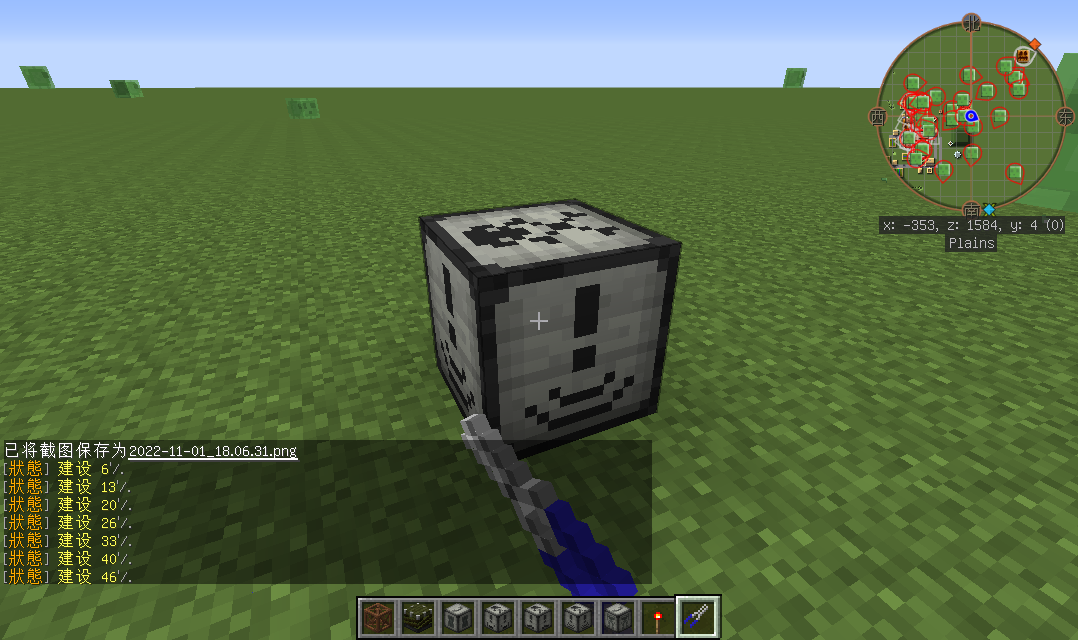 北
西
东
南
x: -353, z: 1584, y: 4 (0)
Plains
已将截图保存为2022-11-01_18.06.31.png
[狀態] 建设 6%.
[狀態] 建设 13%.
[狀態] 建设 20%.
[狀態] 建设 26%.
[狀態] 建设 33%.
[狀態] 建设 40%.
[狀態] 建设 46%.